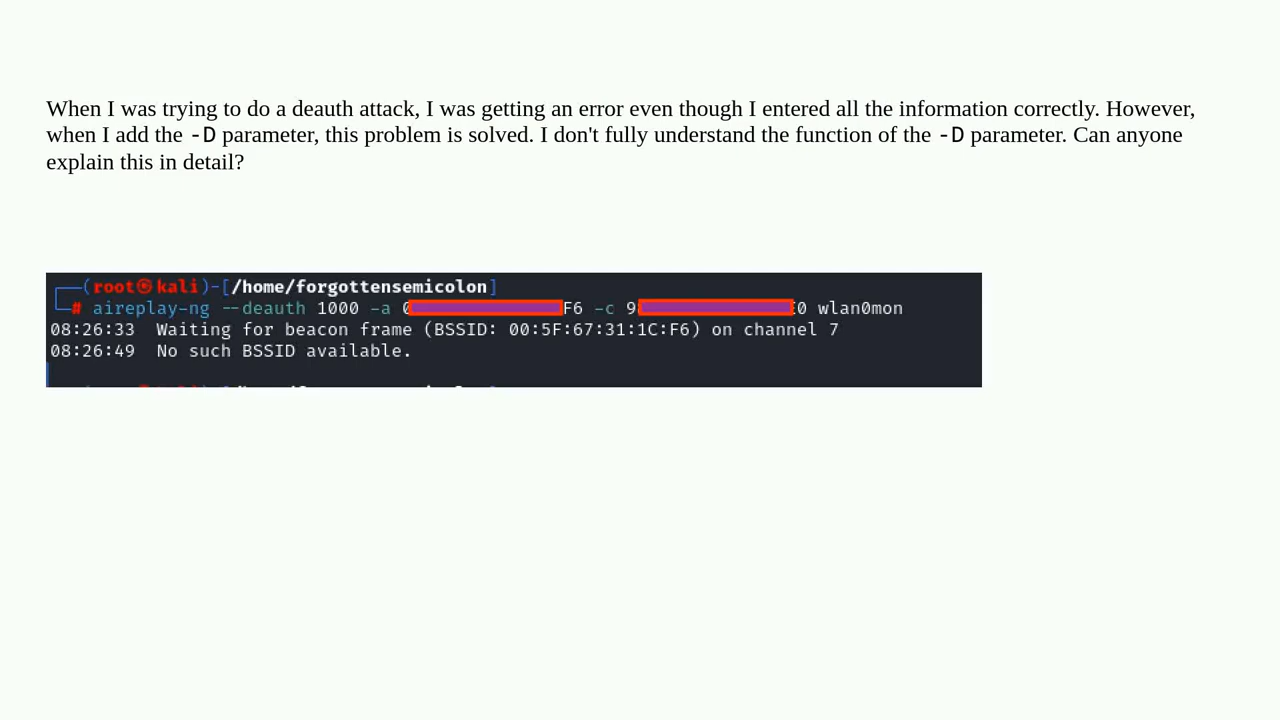 When I was trying to do a deauth attack, I was getting an error even though I entered all the information correctly. However,
when I add the -D parameter, this problem is solved. I don't fully understand the function of the -D parameter. Can anyone
explain this in detail?
┌──(root㉿kali)-[/home/forgottensemicolon]
└─# aireplay-ng --deauth 1000 -a 0 F6 -c 9 E0 wlan0mon
08:26:33  Waiting for beacon frame (BSSID: 00:5F:67:31:1C:F6) on channel 7
08:26:49  No such BSSID available.